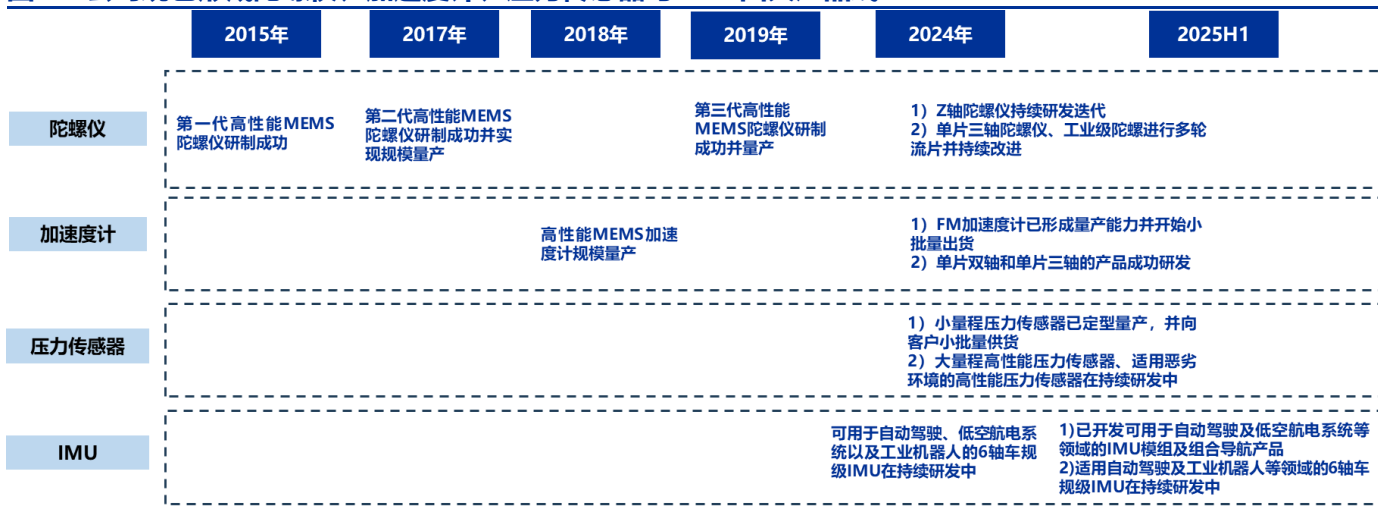 2015年
2017年
2018年
2019年
2024年
2025H1
陀螺仪
第一代高性能MEMS
陀螺仪研制成功
第二代高性能MEMS
陀螺仪研制成功并实
现规模量产
第三代高性能
MEMS陀螺仪研制
成功并量产
1）Z轴陀螺仪持续研发迭代
2）单片三轴陀螺仪、工业级陀螺进行多轮
流片并持续改进
加速度计
高性能MEMS加速
度计规模量产
1）FM加速度计已形成量产能力并开始小
批量出货
2）单片双轴和单片三轴的产品成功研发
压力传感器
1）小量程压力传感器已定型量产，并向
客户小批量供货
2）大量程高性能压力传感器、适用恶劣
环境的高性能压力传感器在持续研发中
IMU
可用于自动驾驶、低空航电系
统以及工业机器人的6轴车规
级IMU在持续研发中
1)已开发可用于自动驾驶及低空航电系统等
领域的IMU模组及组合导航产品
2)适用自动驾驶及工业机器人等领域的6轴车
规级IMU在持续研发中